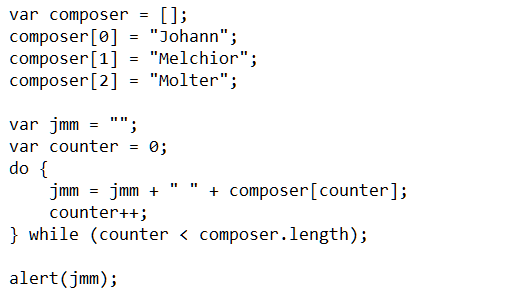 var composer = [];
composer[0] = "Johann";
composer[1] = "Melchior";
composer[2] = "Molter";

var jmm = "";
var counter = 0;
do {
    jmm = jmm + " " + composer[counter];
    counter++;
} while (counter < composer.length);

alert(jmm);